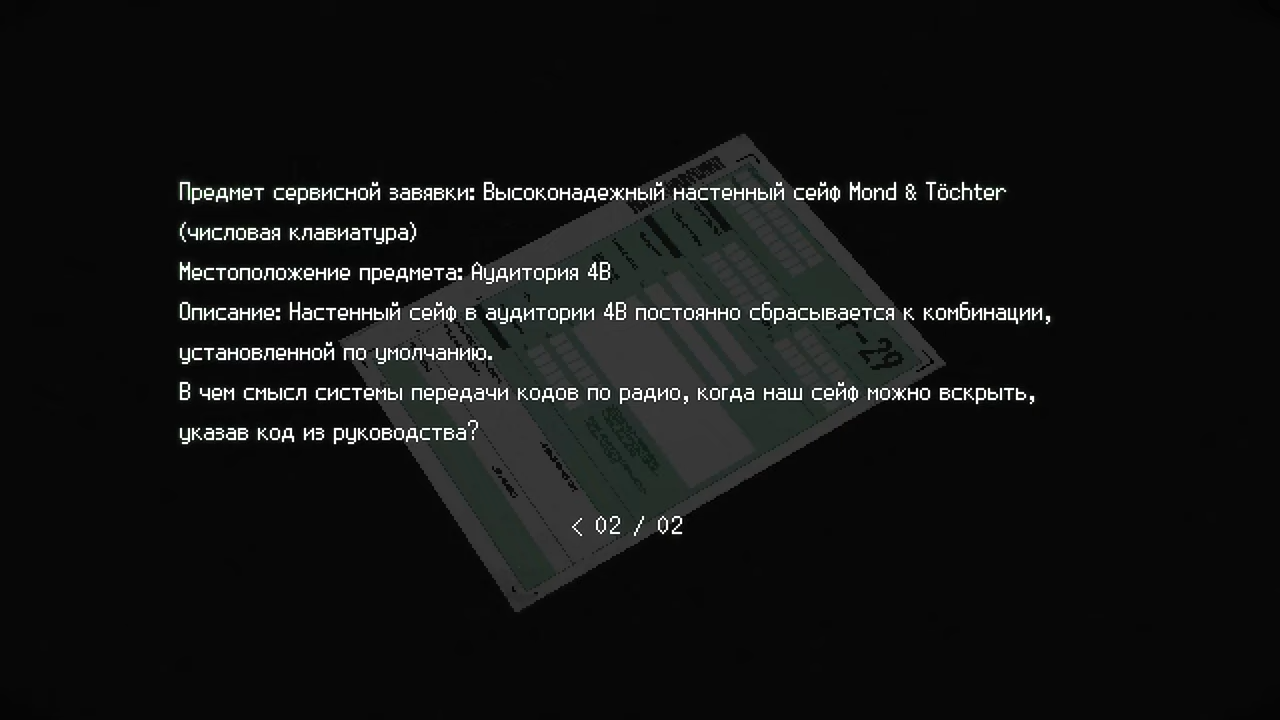 Предмет сервисной завявки: Высоконадежный настенный сейф Mond & Töchter
(числовая клавиатура)
Местоположение предмета: Аудитория 4B
Описание: Настенный сейф в аудитории 4B постоянно сбрасывается к комбинации,
установленной по умолчанию.
В чем смысл системы передачи кодов по радио, когда наш сейф можно вскрыть,
указав код из руководства?
< 02 / 02